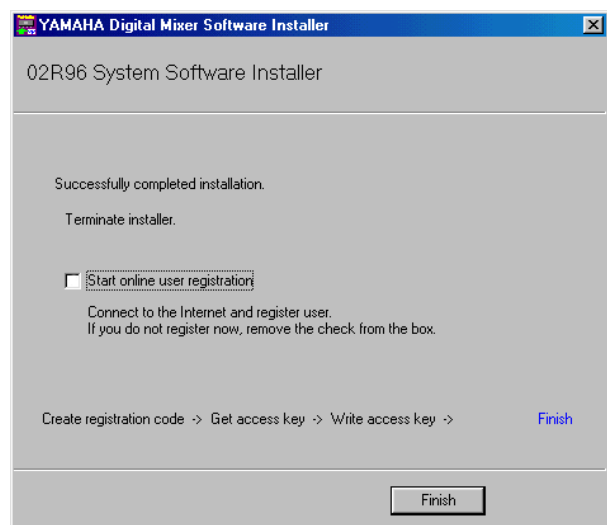 YAMAHA Digital Mixer Software Installer
02R96 System Software Installer
Successfully completed installation.
Terminate installer.
Start online user registration
Connect to the Internet and register user.
If you do not register now, remove the check from the box.
Create registration code -> Get access key -> Write access key -> Finish
Finish